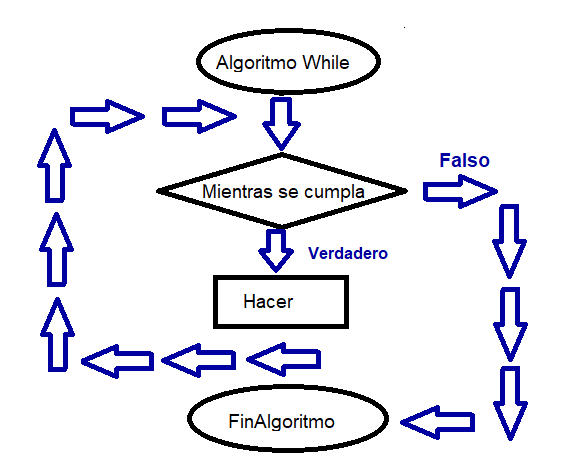 Algoritmo While
Falso
Mientras se cumpla
Verdadero
Hacer
FinAlgoritmo